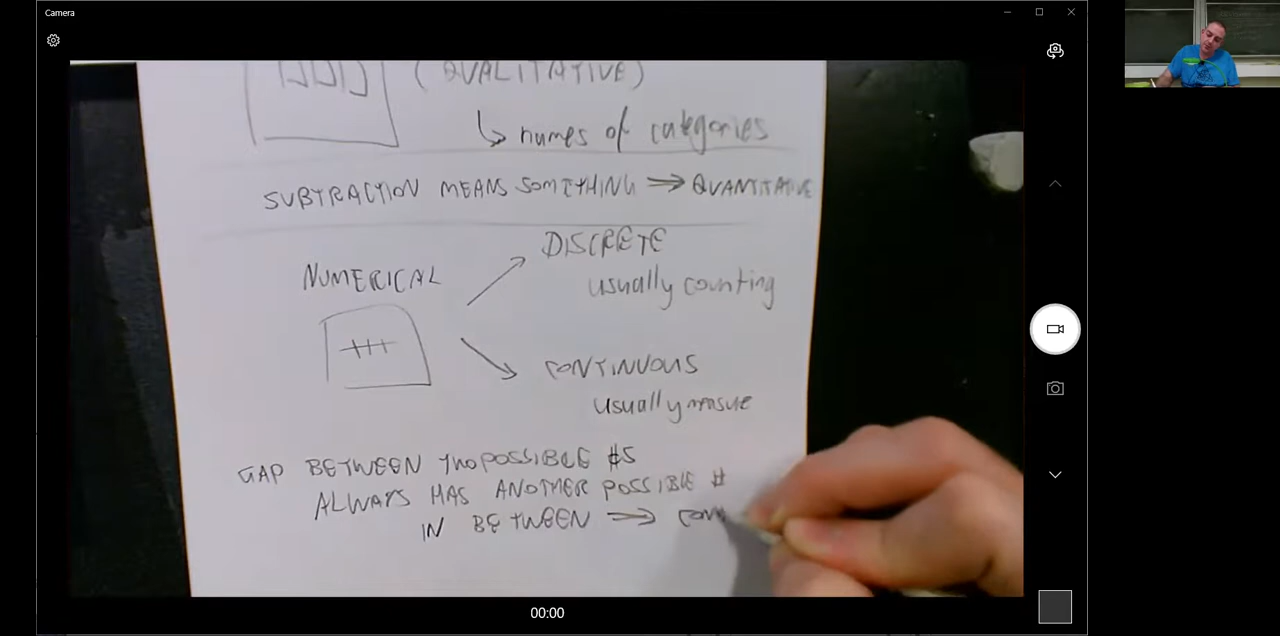 Camera
(QUALITATIVE)
↳ names of categories
SUBTRACTION MEANS SOMETHING ⇒ QUANTITATIVE
DISCRETE
NUMERICAL
usually counting
CONTINUOUS
usually measure
GAP BETWEEN TWO POSSIBLE #S
ALWAYS HAS ANOTHER POSSIBLE #
IN BETWEEN ⇒ CON
00:00